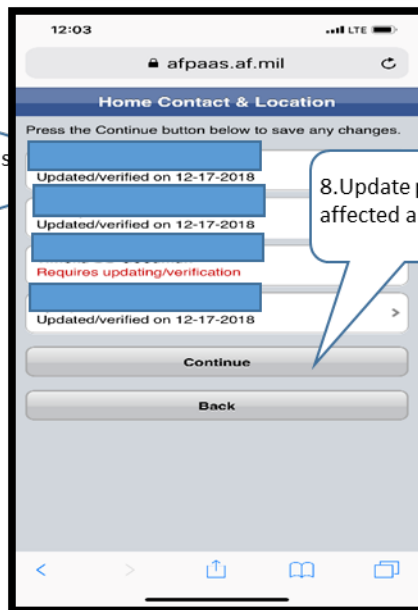 12:03
LTE
afpaas.af.mil
Home Contact & Location
Press the Continue button below to save any changes.
s
Updated/verified on 12-17-2018
8.Update p
affected a
Updated/verified on 12-17-2018
Requires updating/verification
Updated/verified on 12-17-2018
Continue
Back